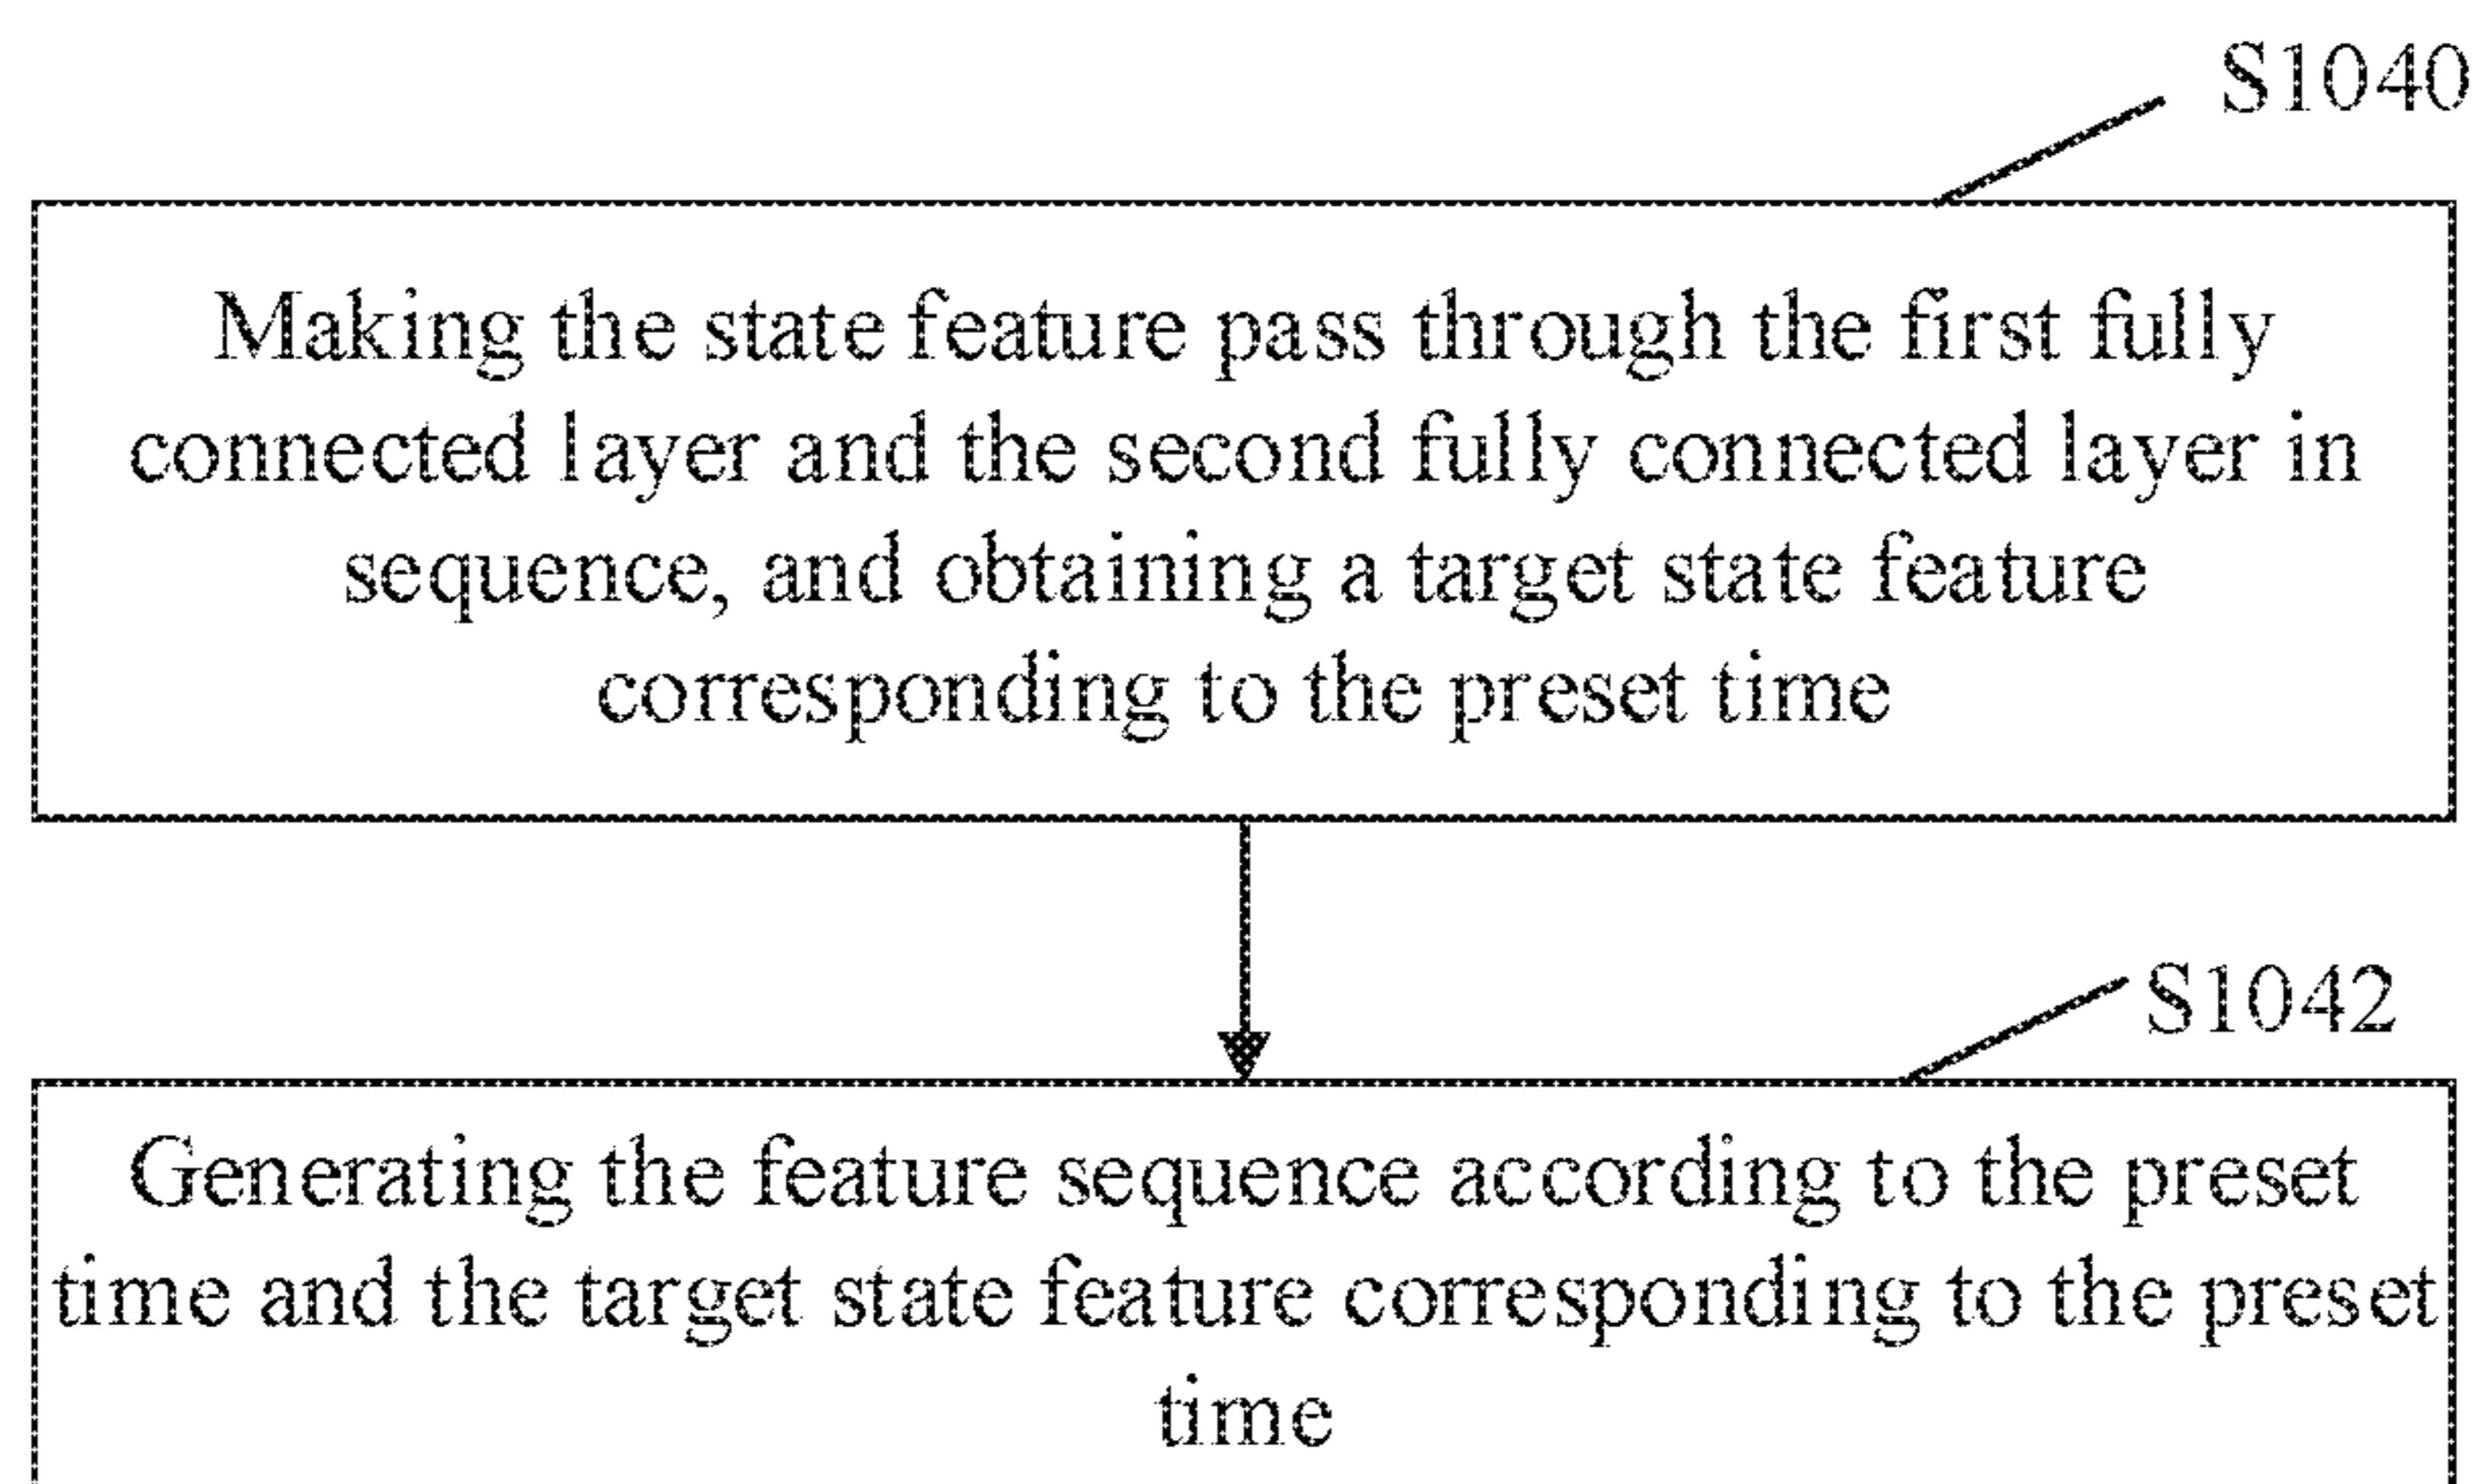 S1040
Making the state feature pass through the first fully
connected layer and the second fully connected layer in
sequence, and obtaining a target state feature
corresponding to the preset time
S1042
Generating the feature sequence according to the preset
time and the target state feature corresponding to the preset
time